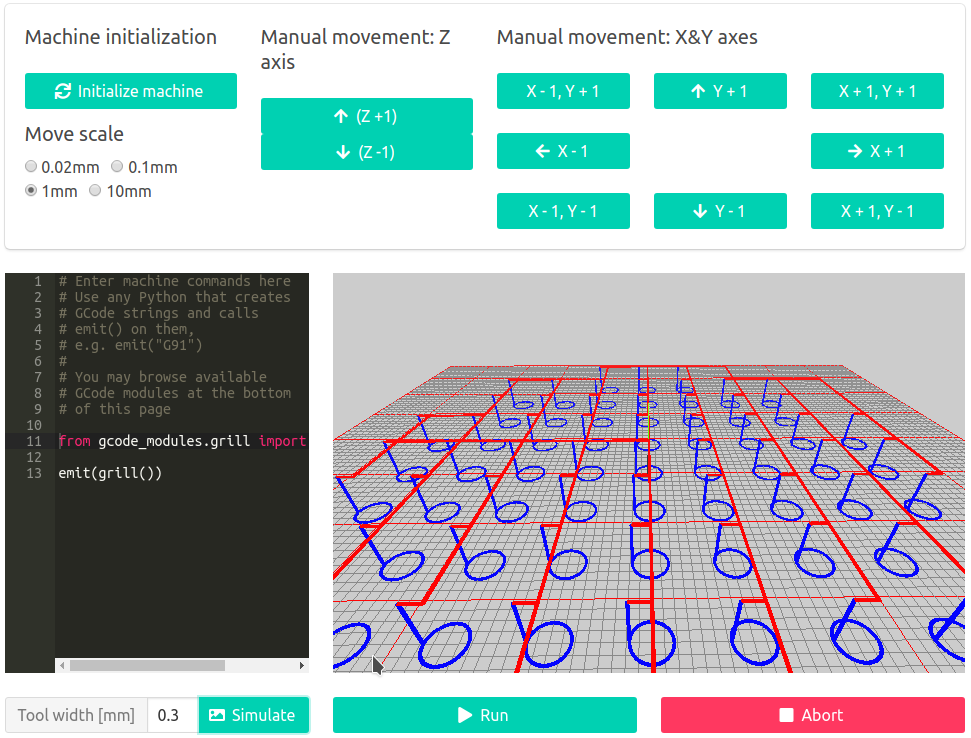 Machine initialization
Initialize machine
Move scale
0.02mm 0.1mm
1mm 10mm
Manual movement: Z
axis
(Z +1)
(Z -1)
Manual movement: X&Y axes
X - 1, Y + 1
Y + 1
X + 1, Y + 1
X - 1
X + 1
X - 1, Y - 1
Y - 1
X + 1, Y - 1
1 # Enter machine commands here
2 # Use any Python that creates
3 # GCode strings and calls
4 # emit() on them,
5 # e.g. emit("G91")
6 #
7 # You may browse available
8 # GCode modules at the bottom
9 # of this page
10
11 from gcode_modules.grill import
12
13 emit(grill())
Tool width [mm] 0.3 Simulate
Run
Abort